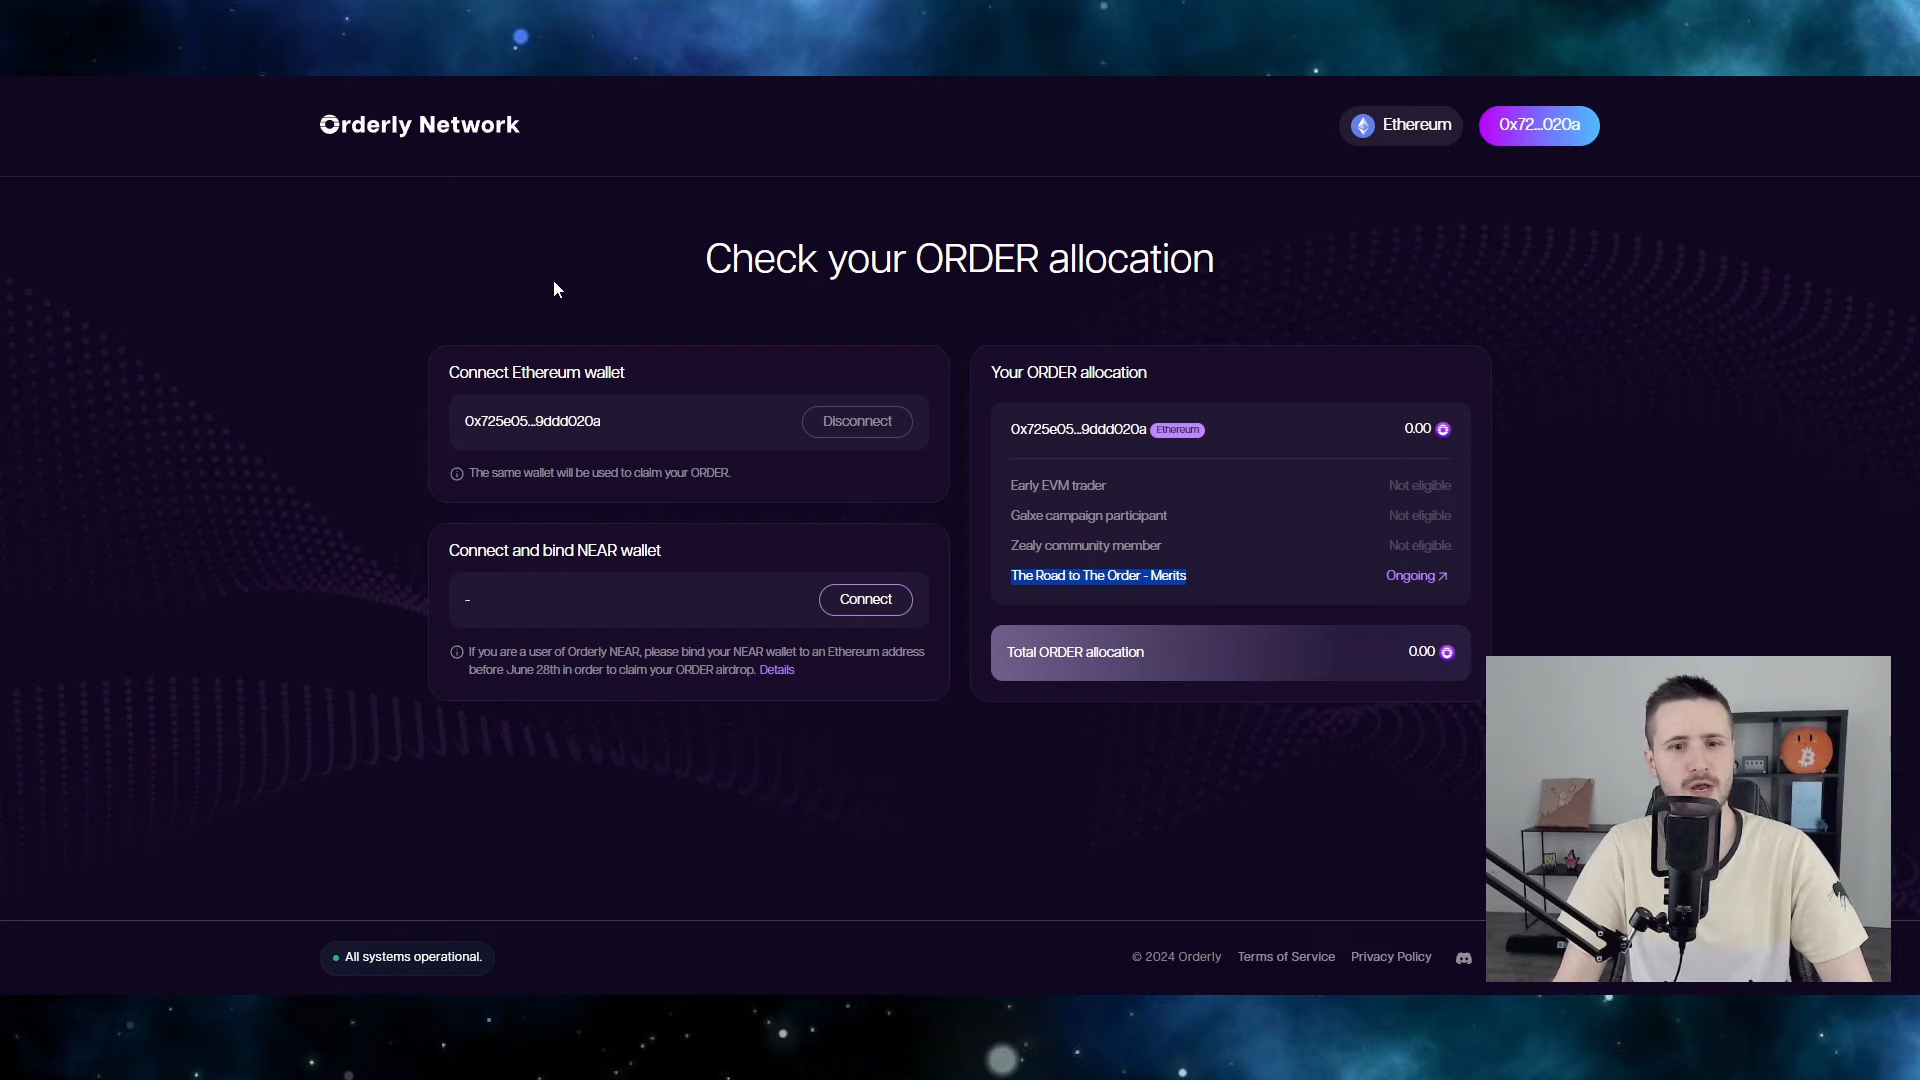 Orderly Network
Ethereum
0x72...020a
Check your ORDER allocation
Connect Ethereum wallet
0x725e05...9ddd020a
Disconnect
The same wallet will be used to claim your ORDER.
Connect and bind NEAR wallet
-
Connect
If you are a user of Orderly NEAR, please bind your NEAR wallet to an Ethereum address
before June 28th in order to claim your ORDER airdrop. Details
Your ORDER allocation
0x725e05...9ddd020a Ethereum 0.00
Early EVM trader Not eligible
Galxe campaign participant Not eligible
Zealy community member Not eligible
The Road to The Order - Merits Ongoing
Total ORDER allocation 0.00
All systems operational.
© 2024 Orderly
Terms of Service
Privacy Policy